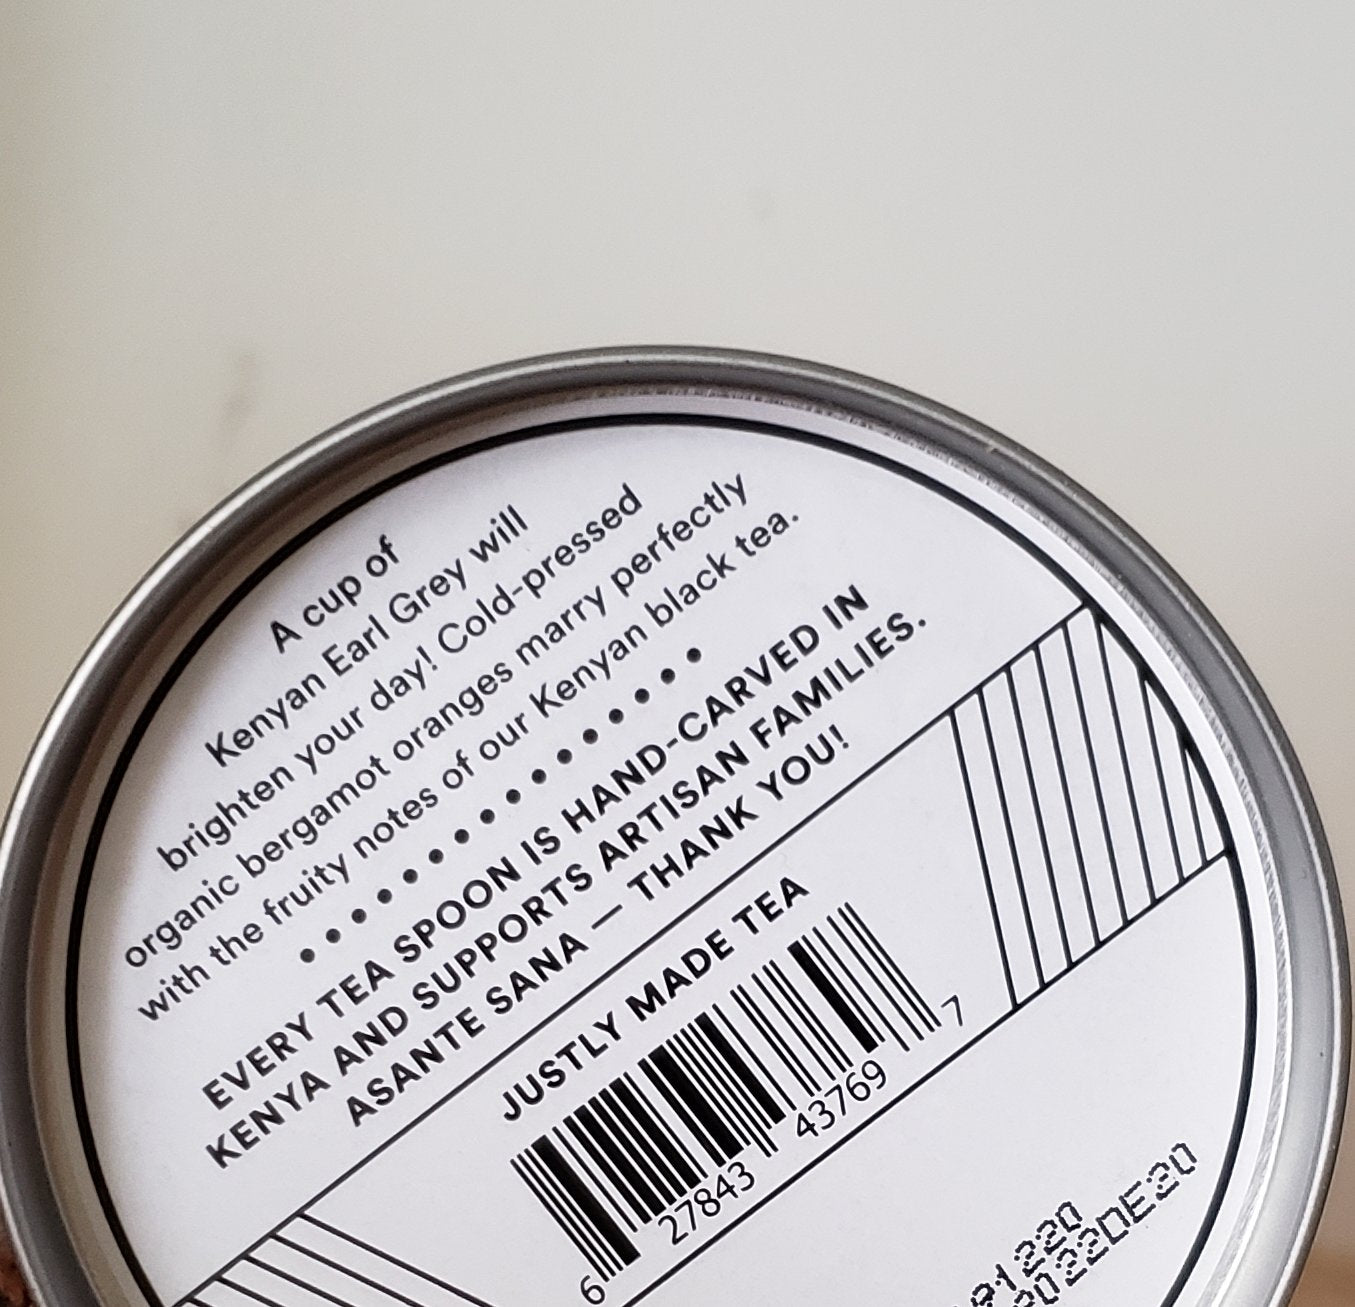 A cup of
Kenyan Earl Grey will
brighten your day! Cold-pressed
organic bergamot oranges marry perfectly
with the fruity notes of our Kenyan black tea.
EVERY TEA SPOON IS HAND-CARVED IN
KENYA AND SUPPORTS ARTISAN FAMILIES.
ASANTE SANA — THANK YOU!
JUSTLY MADE TEA
6 27843 43769 7